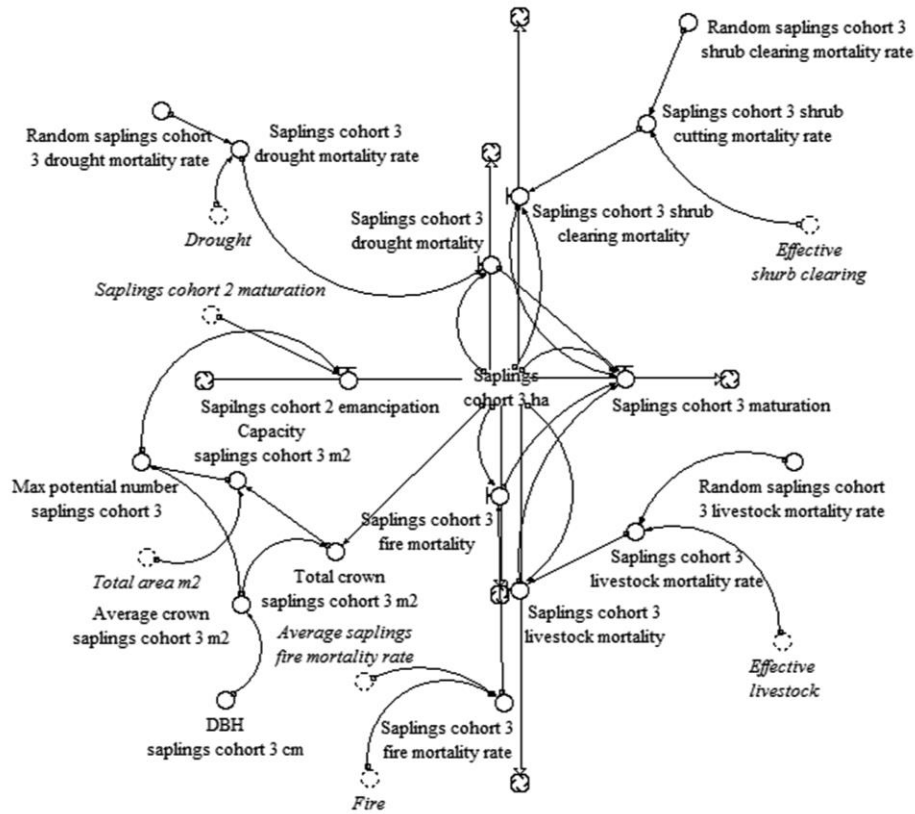 Random saplings cohort 3
shrub clearing mortality rate
Saplings cohort 3 shrub
cutting mortality rate
Random saplings cohort
3 drought mortality rate
Saplings cohort 3
drought mortality rate
Drought
Saplings cohort 3
drought mortality
Saplings cohort 3 shrub
clearing mortality
Effective
shurb clearing
Saplings cohort 2 maturation
Saplings
cohort 3 ha
Sapilngs cohort 2 emancipation
Saplings cohort 3 maturation
Capacity
saplings cohort 3 m2
Max potential number
saplings cohort 3
Saplings cohort 3
fire mortality
Random saplings cohort
3 livestock mortality rate
Saplings cohort 3
livestock mortality rate
Total area m2
Total crown
saplings cohort 3 m2
Average crown
saplings cohort 3 m2
Saplings cohort 3
livestock mortality
Average saplings
fire mortality rate
Effective
livestock
DBH
saplings cohort 3 cm
Saplings cohort 3
fire mortality rate
Fire